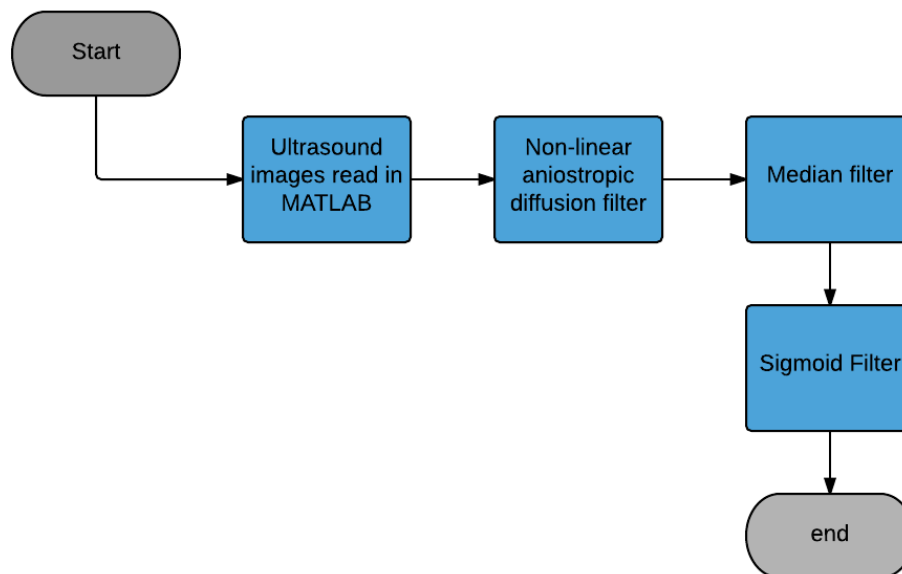 Start
Ultrasound
images read in
MATLAB
Non-linear
aniostropic
diffusion filter
Median filter
Sigmoid Filter
end